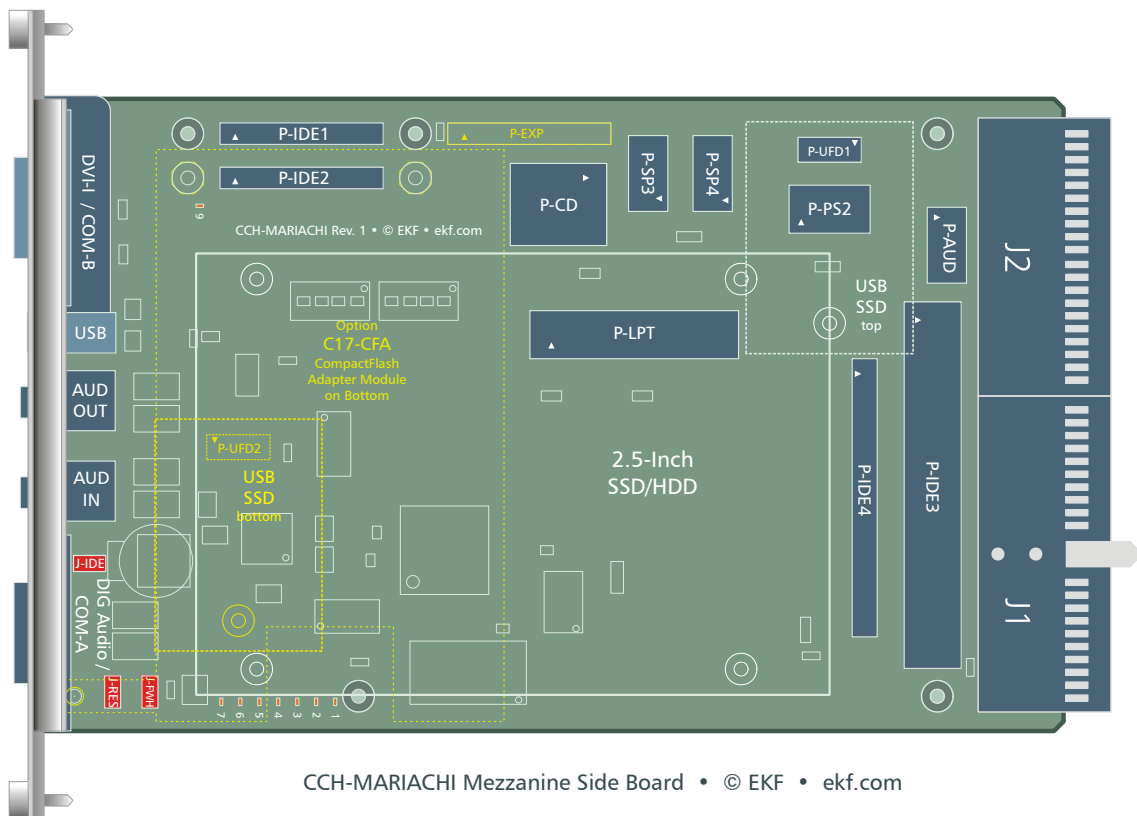 P-IDE1
P-EXP
P-UFD1
P-IDE2
P-SP3
P-SP4
P-CD
P-PS2
P-AUD
J2
DVI-I / COM-B
9
CCH-MARIACHI Rev. 1 • © EKF • ekf.com
USB
SSD
top
USB
Option
C17-CFA
CompactFlash
Adapter Module
on Bottom
P-LPT
AUD
OUT
P-UFD2
USB
SSD
bottom
2.5-Inch
SSD/HDD
P-IDE4
P-IDE3
AUD
IN
J-IDE
DIG Audio /
COM-A
J1
J-RES
J-FWH
7
6
5
4
3
2
1
CCH-MARIACHI Mezzanine Side Board • © EKF • ekf.com